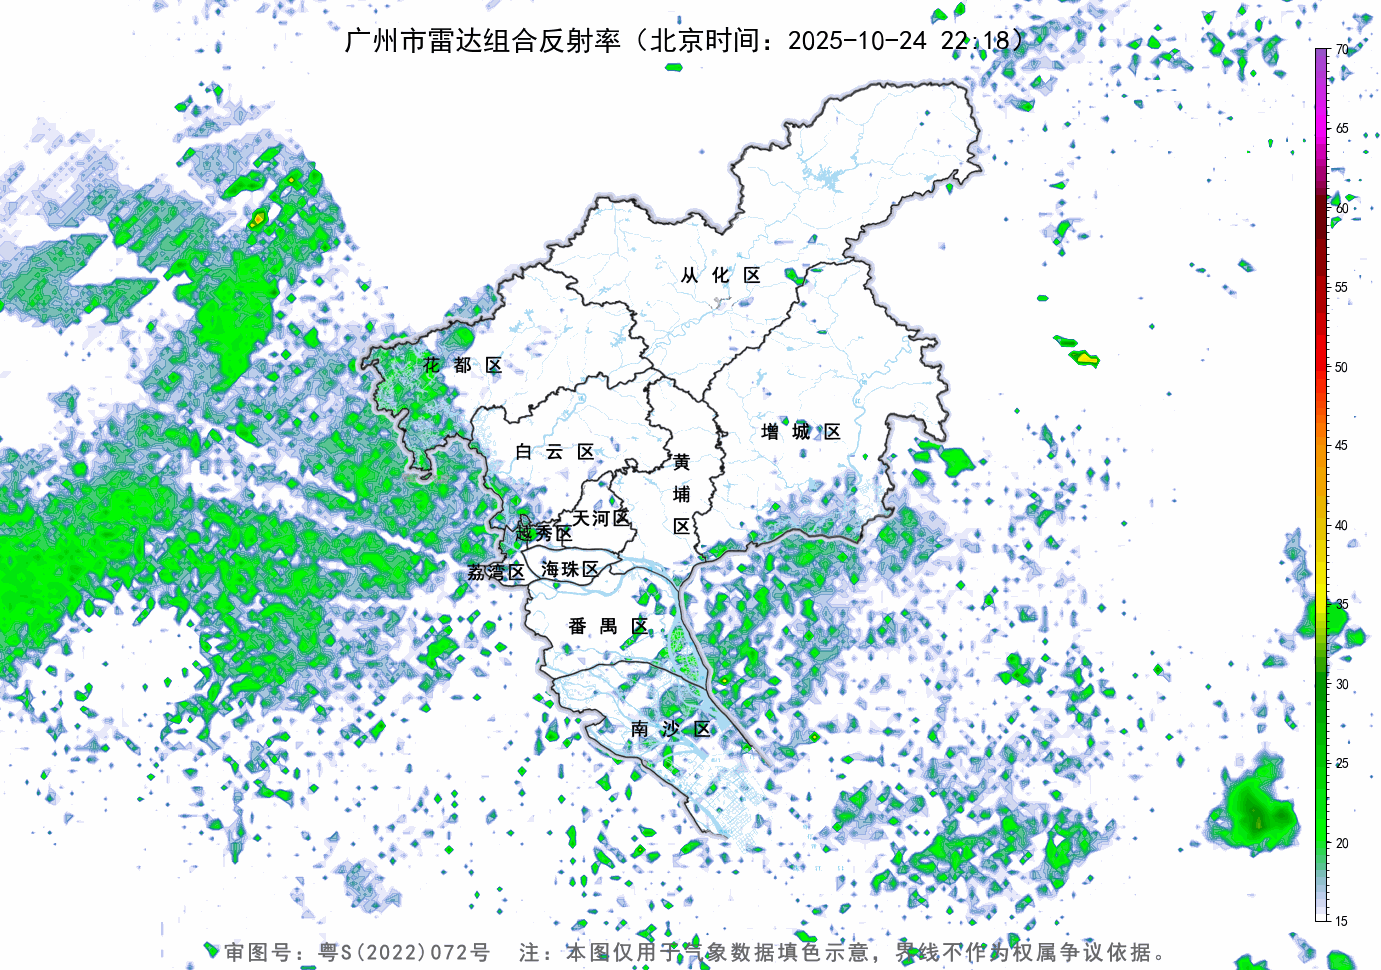 广州市雷达组合反射率（北京时间：2025-10-24 22:18）
70
65
60
55
50
45
40
35
30
25
20
15
从化区
花都区
增城区
白云区
黄埔区
天河区
越秀区
荔湾区
海珠区
番禺区
南沙区
审图号：粤S(2022)072号 注：本图仅用于气象数据填色示意，界线不作为权属争议依据。